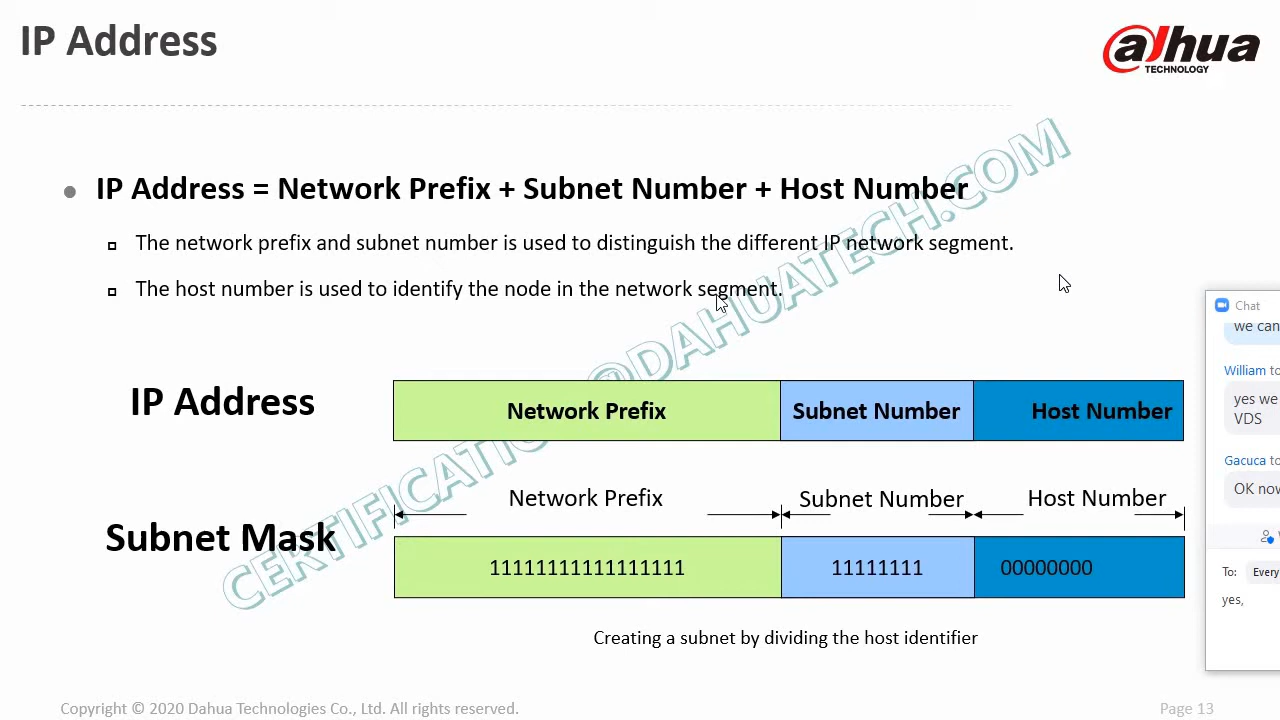 IP Address
alhua
TECHNOLOGY
IP Address = Network Prefix + Subnet Number + Host Number
The network prefix and subnet number is used to distinguish the different IP network segment.
The host number is used to identify the node in the network segment.
CERTIFICATION@DAHUATECH.COM
IP Address
Network Prefix
Subnet Number
Host Number
Network Prefix
Subnet Number
Host Number
Subnet Mask
1111111111111111
11111111
00000000
Creating a subnet by dividing the host identifier
Chat
we can
William to
yes we
VDS
Gacuca to
OK now
To: Every
yes,
Copyright © 2020 Dahua Technologies Co., Ltd. All rights reserved.
Page 13